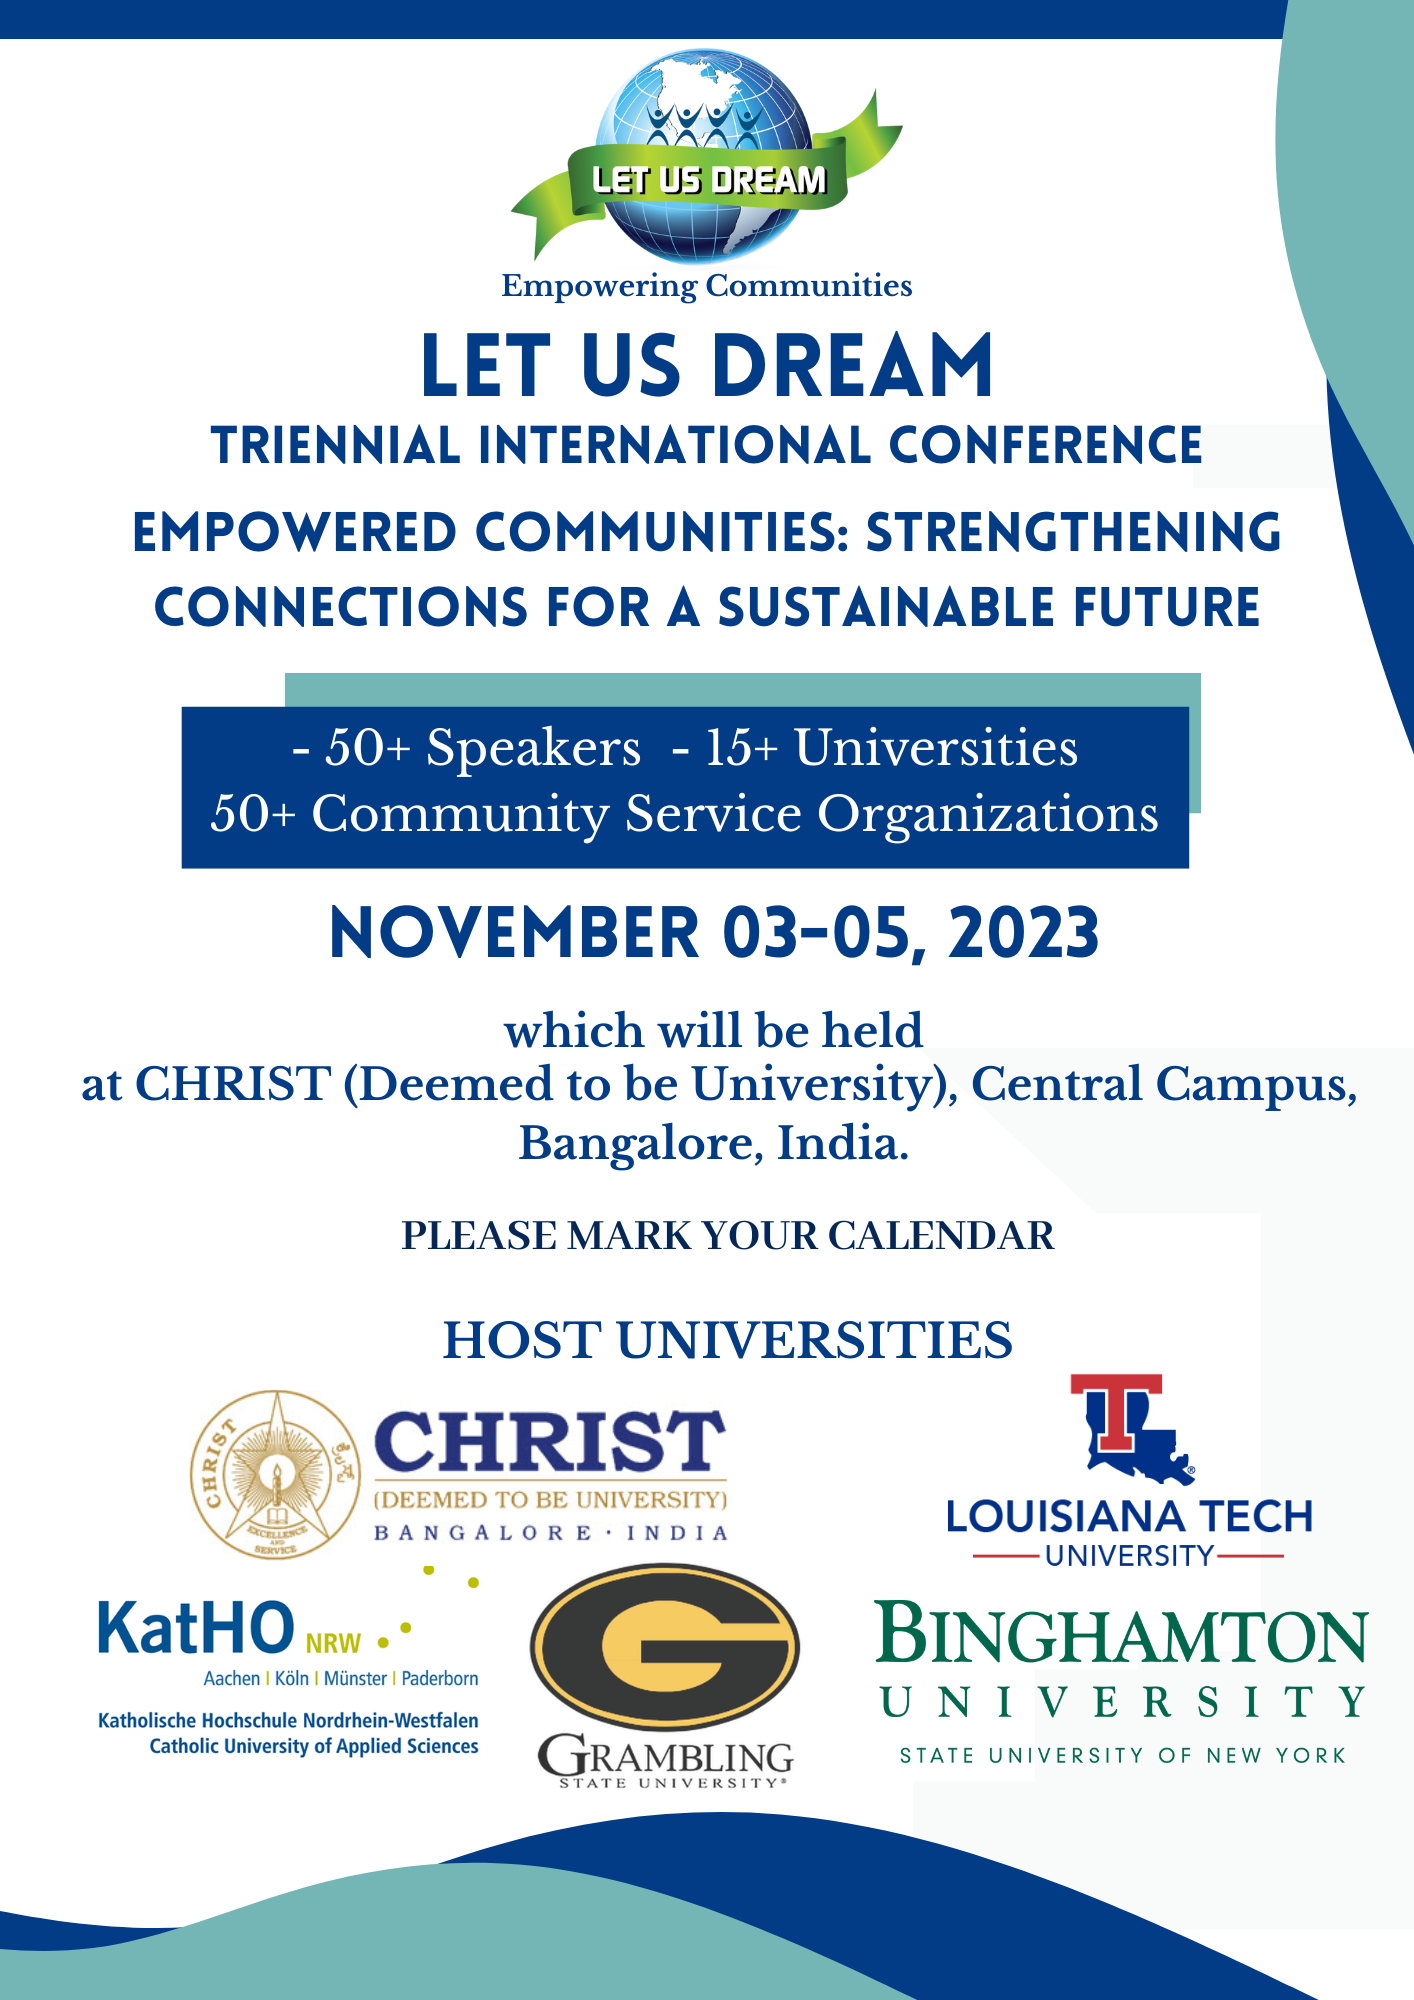 LET US DREAM
Empowering Communities
LET US DREAM
TRIENNIAL INTERNATIONAL CONFERENCE
EMPOWERED COMMUNITIES: STRENGTHENING
CONNECTIONS FOR A SUSTAINABLE FUTURE
- 50+ Speakers - 15+ Universities
50+ Community Service Organizations
NOVEMBER 03-05, 2023
which will be held
at CHRIST (Deemed to be University), Central Campus,
Bangalore, India.
PLEASE MARK YOUR CALENDAR
HOST UNIVERSITIES
CHRIST
EXCELLENCE
AND
SERVICE
CHRIST
(DEEMED TO BE UNIVERSITY)
BANGALORE · INDIA
T
®
LOUISIANA TECH
UNIVERSITY
KatHO NRW
Aachen | Köln | Münster | Paderborn
Katholische Hochschule Nordrhein-Westfalen
Catholic University of Applied Sciences
G
GRAMBLING
STATE UNIVERSITY®
BINGHAMTON
UNIVERSITY
STATE UNIVERSITY OF NEW YORK